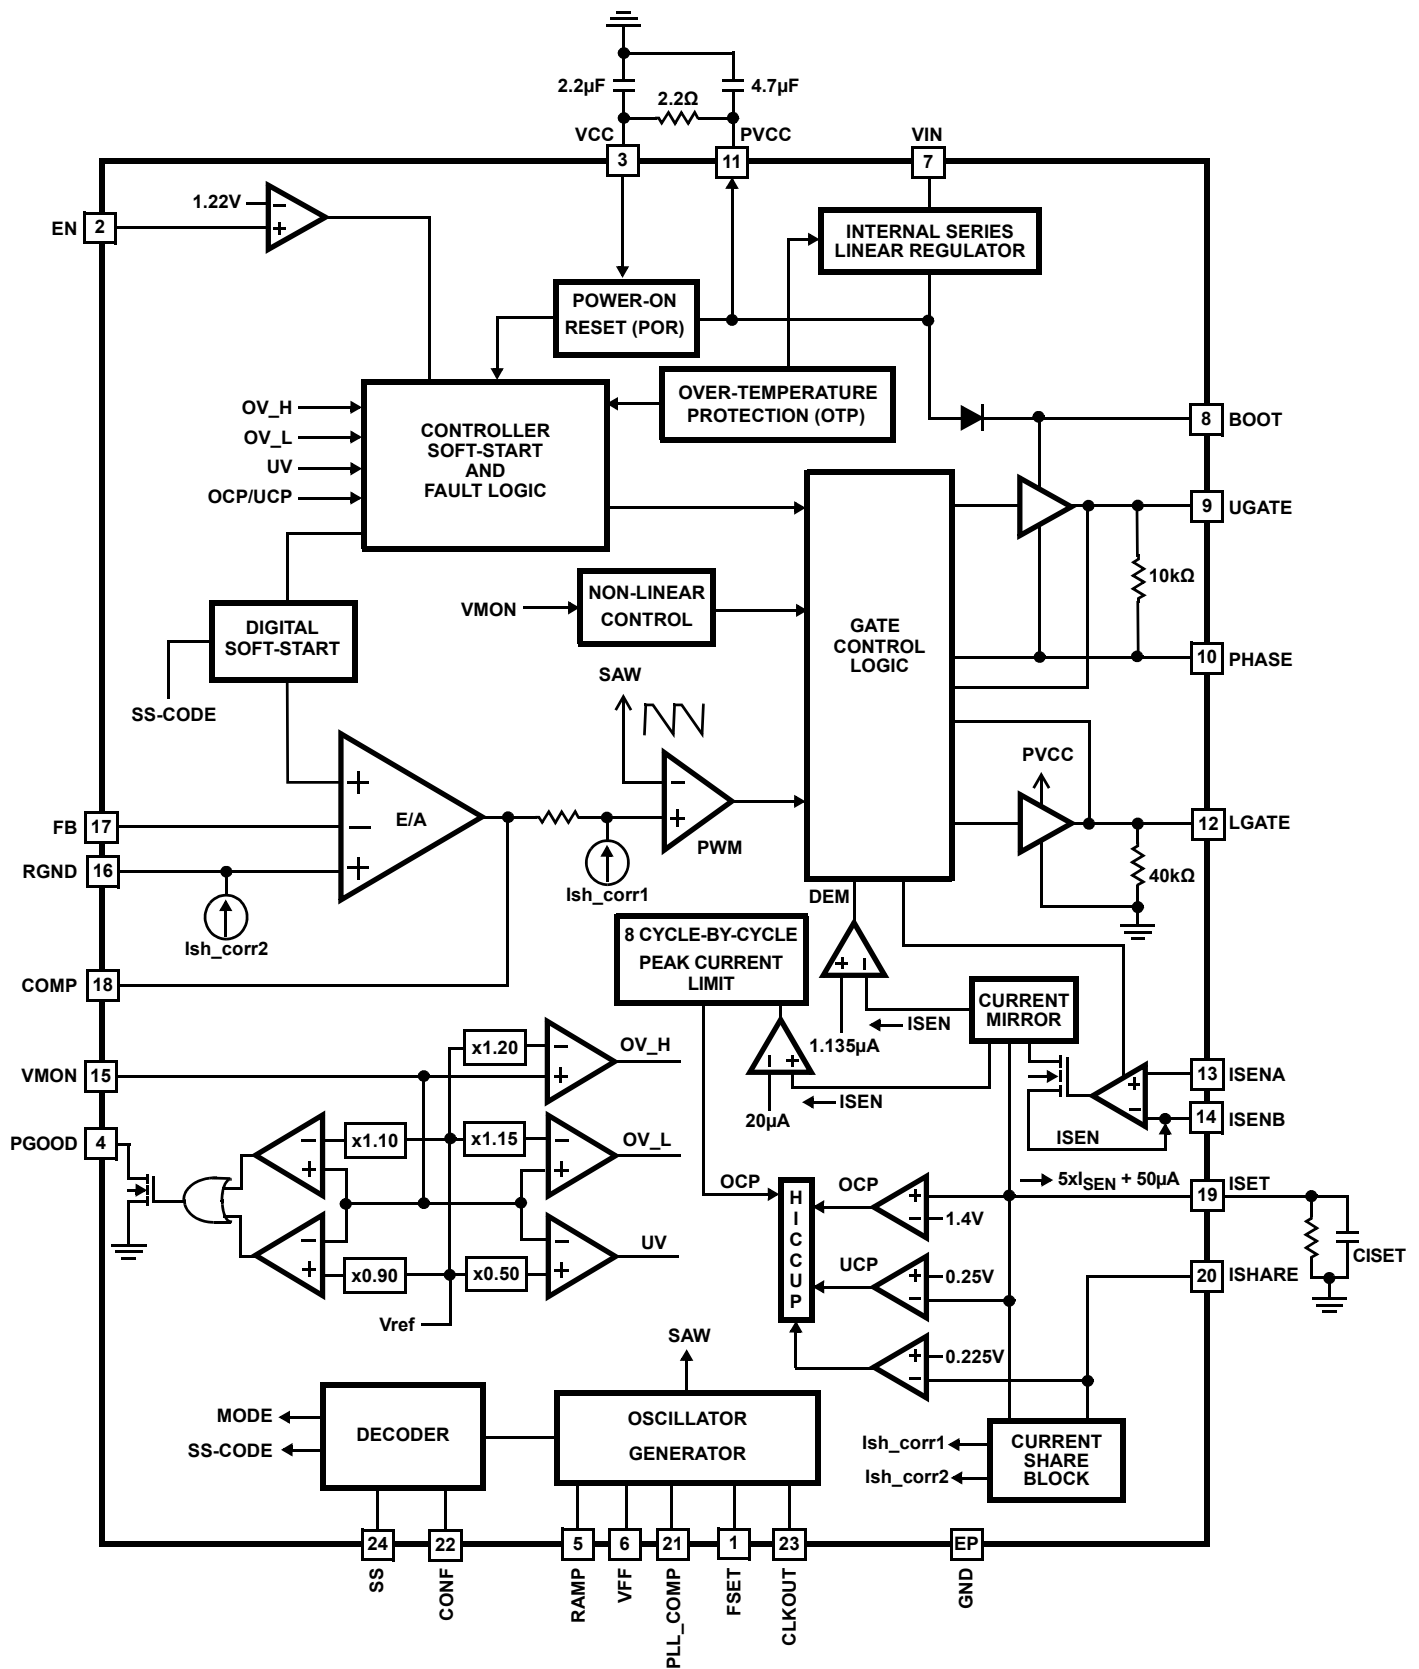 2.2µF
4.7µF
2.2Ω
VCC
PVCC
VIN
3
11
7
1.22V
−
+
EN
2
INTERNAL SERIES
LINEAR REGULATOR
POWER-ON
RESET (POR)
OVER-TEMPERATURE
PROTECTION (OTP)
OV_H
OV_L
UV
OCP/UCP
CONTROLLER
SOFT-START
AND
FAULT LOGIC
8
BOOT
9
UGATE
10kΩ
10
PHASE
VMON
NON-LINEAR
CONTROL
GATE
CONTROL
LOGIC
DIGITAL
SOFT-START
SS-CODE
SAW
−
+
PWM
PVCC
12
LGATE
40kΩ
FB
17
RGND
16
+
−
+
E/A
Ish_corr1
Ish_corr2
COMP
18
DEM
8 CYCLE-BY-CYCLE
PEAK CURRENT
LIMIT
+
−
1.135µA
ISEN
CURRENT
MIRROR
−
+
20µA
ISEN
+
−
ISEN
13
ISENA
14
ISENB
VMON
15
PGOOD
4
x1.20
−
+
OV_H
−
+
x1.10
x1.15
−
+
OV_L
−
+
x0.90
x0.50
−
+
UV
Vref
OCP
HICCUP
OCP
+
−
1.4V
5xISEN + 50µA
19
ISET
CISET
UCP
+
−
0.25V
20
ISHARE
+
−
0.225V
SAW
MODE
SS-CODE
DECODER
OSCILLATOR
GENERATOR
Ish_corr1
Ish_corr2
CURRENT
SHARE
BLOCK
24
22
5
6
21
1
23
EP
SS
CONF
RAMP
VFF
PLL_COMP
FSET
CLKOUT
GND